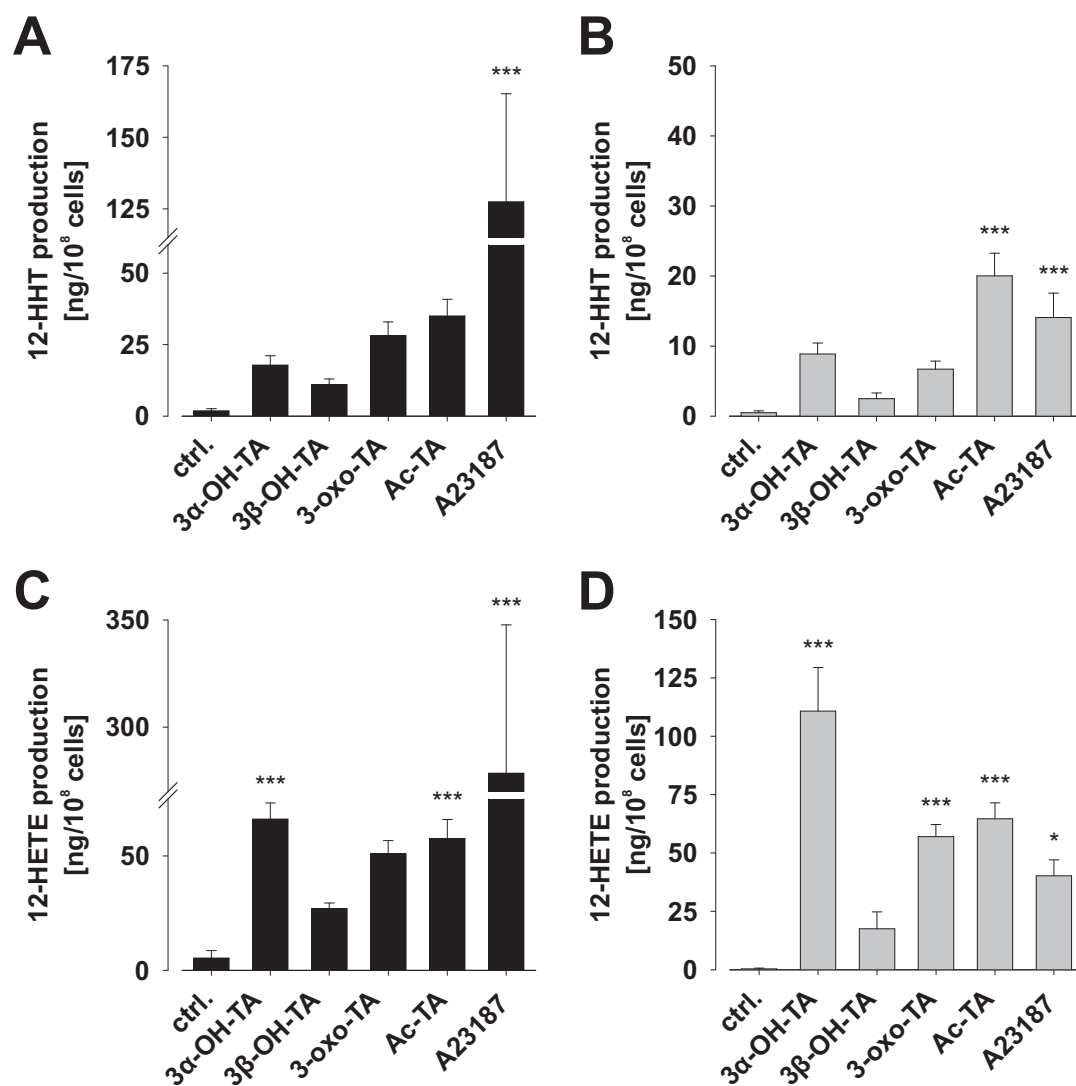 A
12-HHT production
[ng/10⁸ cells]
175
150
125
50
25
0
***
ctrl.
3α-OH-TA
3β-OH-TA
3-oxo-TA
Ac-TA
A23187
B
12-HHT production
[ng/10⁸ cells]
50
40
30
20
10
0
***
***
ctrl.
3α-OH-TA
3β-OH-TA
3-oxo-TA
Ac-TA
A23187
C
12-HETE production
[ng/10⁸ cells]
350
300
50
0
***
***
***
ctrl.
3α-OH-TA
3β-OH-TA
3-oxo-TA
Ac-TA
A23187
D
12-HETE production
[ng/10⁸ cells]
150
125
100
75
50
25
0
***
***
***
*
ctrl.
3α-OH-TA
3β-OH-TA
3-oxo-TA
Ac-TA
A23187